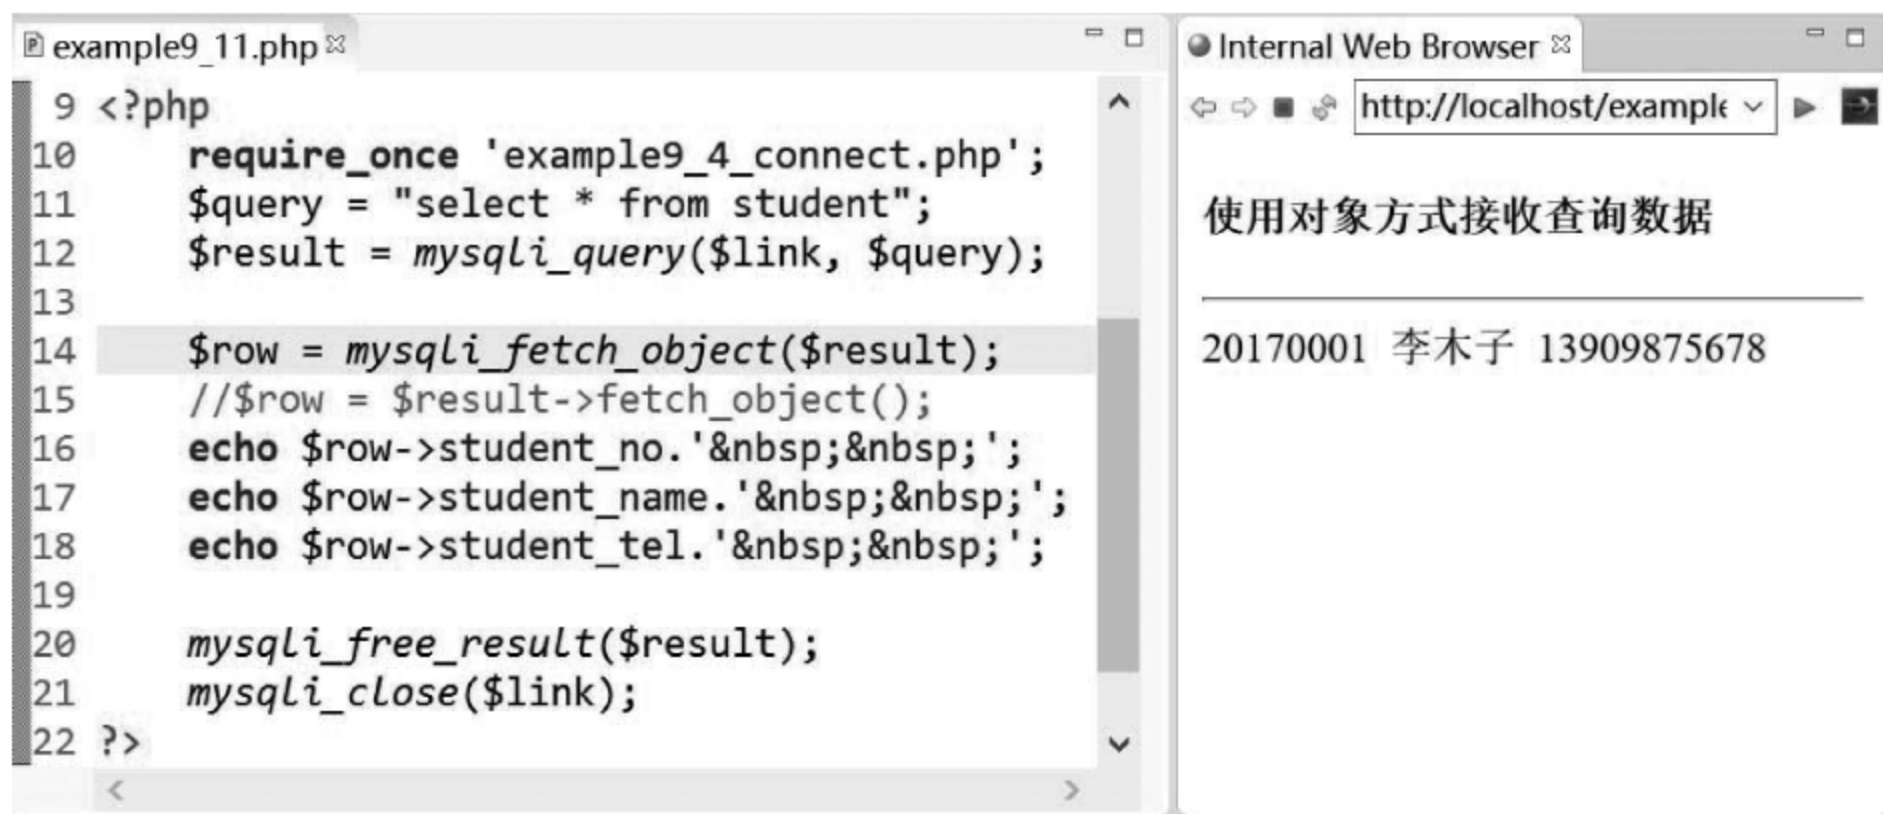 example9_11.php
9 <?php
10 require_once 'example9_4_connect.php';
11 $query = "select * from student";
12 $result = mysqli_query($link, $query);
13
14 $row = mysqli_fetch_object($result);
15 //$row = $result->fetch_object();
16 echo $row->student_no.'&nbsp;&nbsp;';
17 echo $row->student_name.'&nbsp;&nbsp;';
18 echo $row->student_tel.'&nbsp;&nbsp;';
19
20 mysqli_free_result($result);
21 mysqli_close($link);
22 ?>
Internal Web Browser
http://localhost/example
使用对象方式接收查询数据
20170001 李木子 13909875678